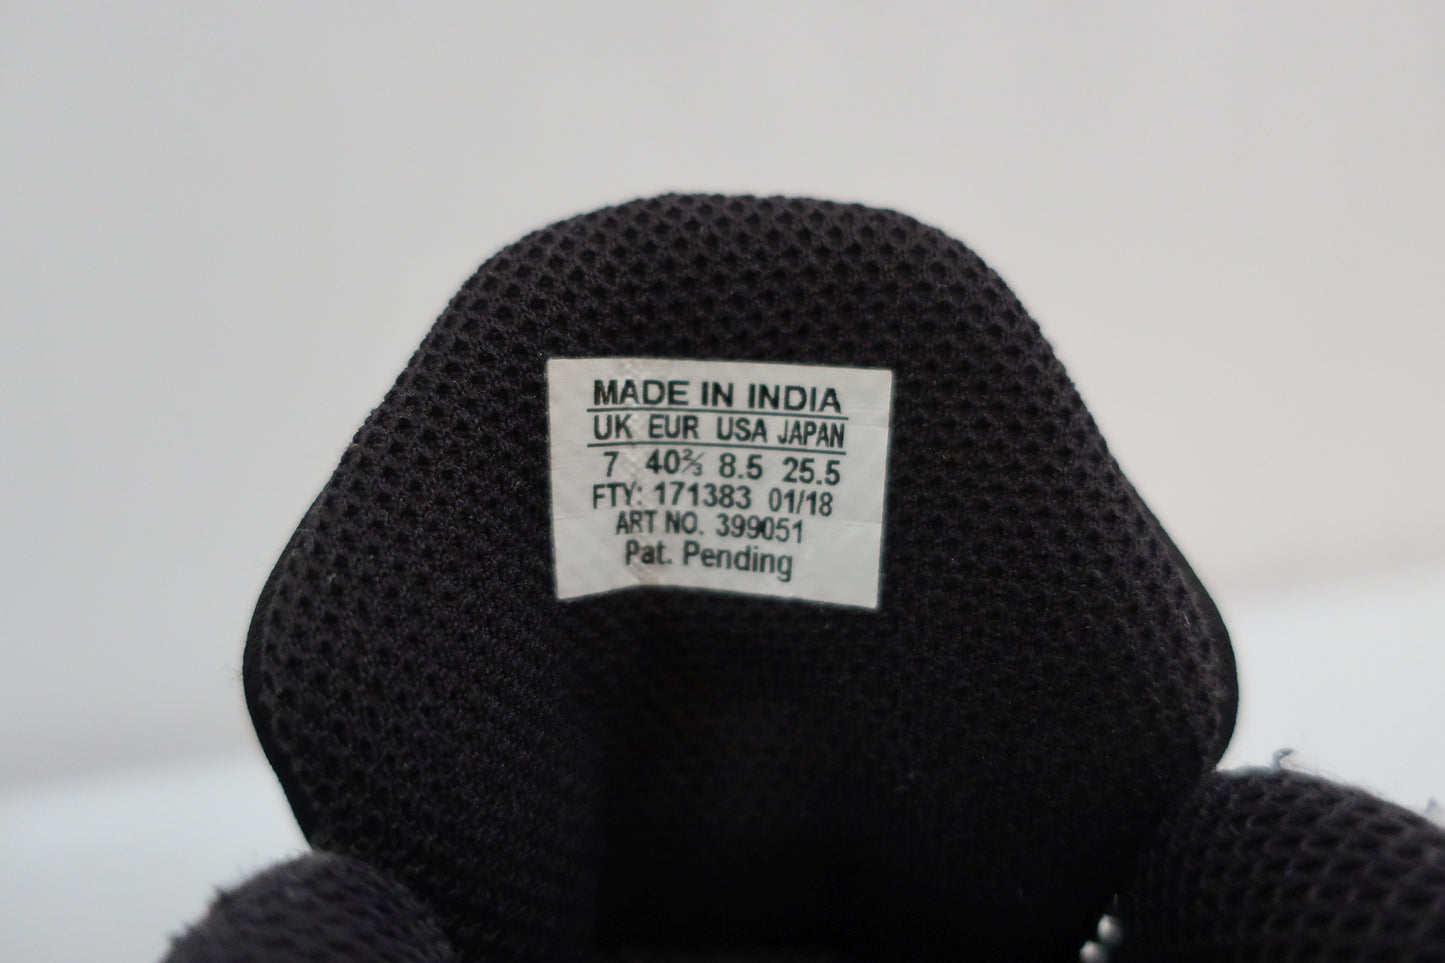 MADE IN INDIA
UK EUR USA JAPAN
7 40⅔ 8.5 25.5
FTY: 171383 01/18
ART NO. 399051
Pat. Pending